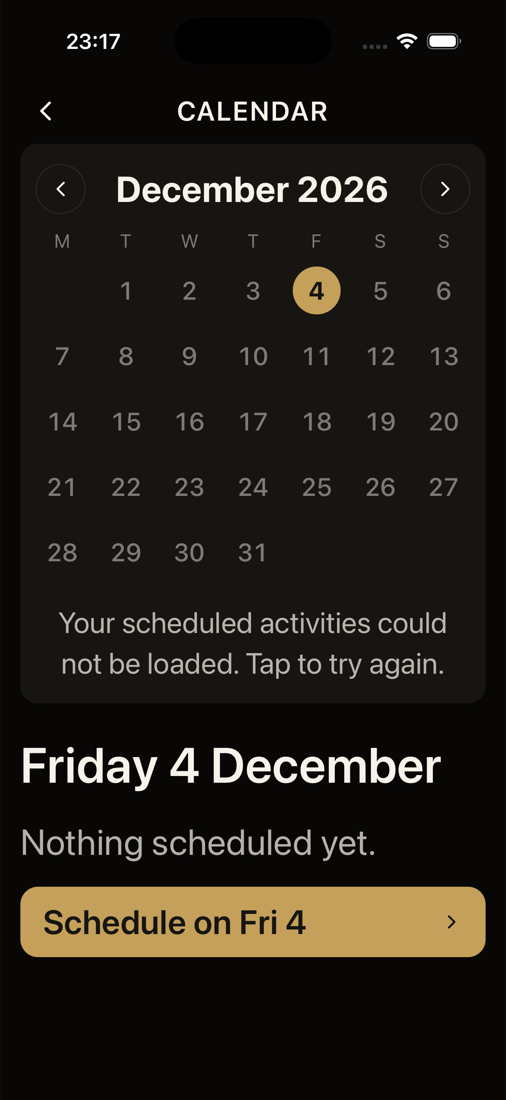 23:17
CALENDAR
December 2026
M T W T F S S
1 2 3 4 5 6
7 8 9 10 11 12 13
14 15 16 17 18 19 20
21 22 23 24 25 26 27
28 29 30 31
Your scheduled activities could
not be loaded. Tap to try again.
Friday 4 December
Nothing scheduled yet.
Schedule on Fri 4